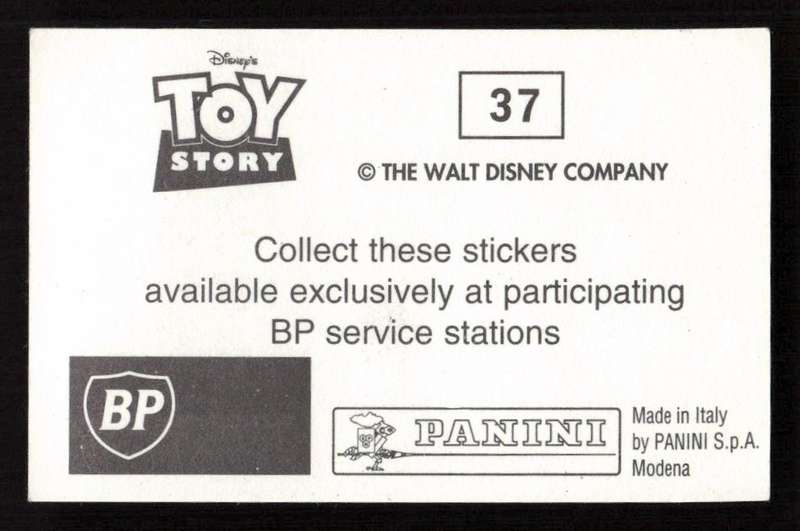 Disney's
TOY
STORY
37
© THE WALT DISNEY COMPANY
Collect these stickers
available exclusively at participating
BP service stations
BP
PANINI
Made in Italy
by PANINI S.p.A.
Modena